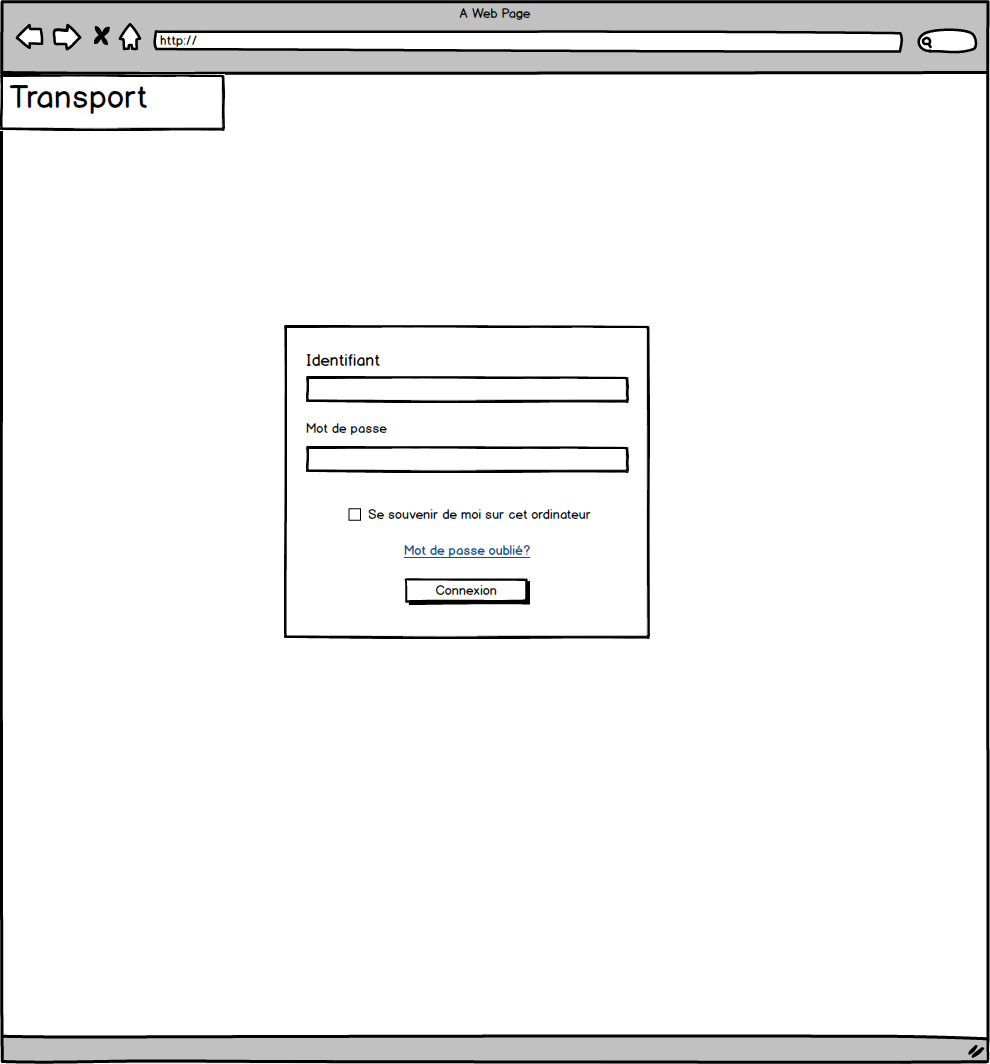 A Web Page
http://
Transport
Identifiant
Mot de passe
Se souvenir de moi sur cet ordinateur
Mot de passe oublié?
Connexion